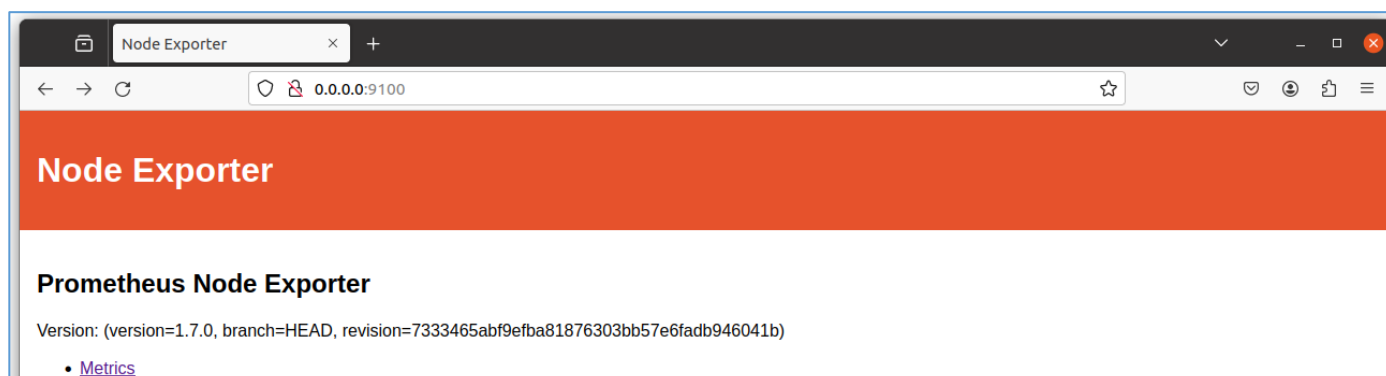 Node Exporter
0.0.0.0:9100
Node Exporter
Prometheus Node Exporter
Version: (version=1.7.0, branch=HEAD, revision=7333465abf9efba81876303bb57e6fadb946041b)
• Metrics